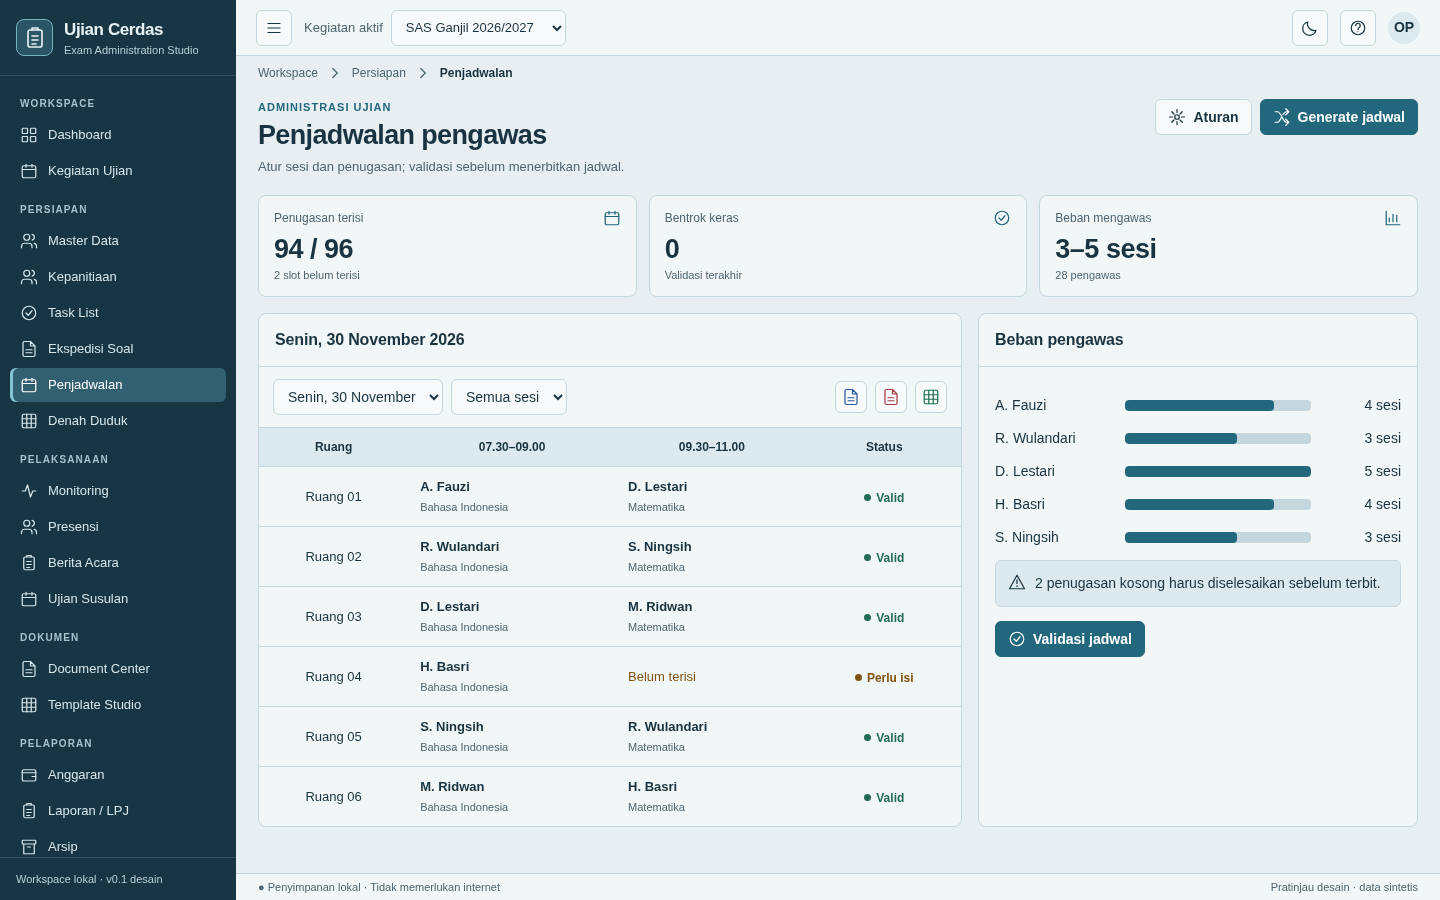 Ujian Cerdas
Exam Administration Studio
WORKSPACE
Dashboard
Kegiatan Ujian
PERSIAPAN
Master Data
Kepanitiaan
Task List
Ekspedisi Soal
Penjadwalan
Denah Duduk
PELAKSANAAN
Monitoring
Presensi
Berita Acara
Ujian Susulan
DOKUMEN
Document Center
Template Studio
PELAPORAN
Anggaran
Laporan / LPJ
Arsip
Workspace lokal · v0.1 desain
Kegiatan aktif SAS Ganjil 2026/2027 OP
Workspace Persiapan Penjadwalan
ADMINISTRASI UJIAN
Penjadwalan pengawas
Atur sesi dan penugasan; validasi sebelum menerbitkan jadwal.
Aturan Generate jadwal
Penugasan terisi
94 / 96
2 slot belum terisi
Bentrok keras
0
Validasi terakhir
Beban mengawas
3–5 sesi
28 pengawas
Senin, 30 November 2026
Senin, 30 November Semua sesi
Ruang 07.30–09.00 09.30–11.00 Status
Ruang 01 A. Fauzi D. Lestari Valid
Bahasa Indonesia Matematika
Ruang 02 R. Wulandari S. Ningsih Valid
Bahasa Indonesia Matematika
Ruang 03 D. Lestari M. Ridwan Valid
Bahasa Indonesia Matematika
Ruang 04 H. Basri Belum terisi Perlu isi
Bahasa Indonesia
Ruang 05 S. Ningsih R. Wulandari Valid
Bahasa Indonesia Matematika
Ruang 06 M. Ridwan H. Basri Valid
Bahasa Indonesia Matematika
Beban pengawas
A. Fauzi 4 sesi
R. Wulandari 3 sesi
D. Lestari 5 sesi
H. Basri 4 sesi
S. Ningsih 3 sesi
2 penugasan kosong harus diselesaikan sebelum terbit.
Validasi jadwal
● Penyimpanan lokal · Tidak memerlukan internet
Pratinjau desain · data sintetis